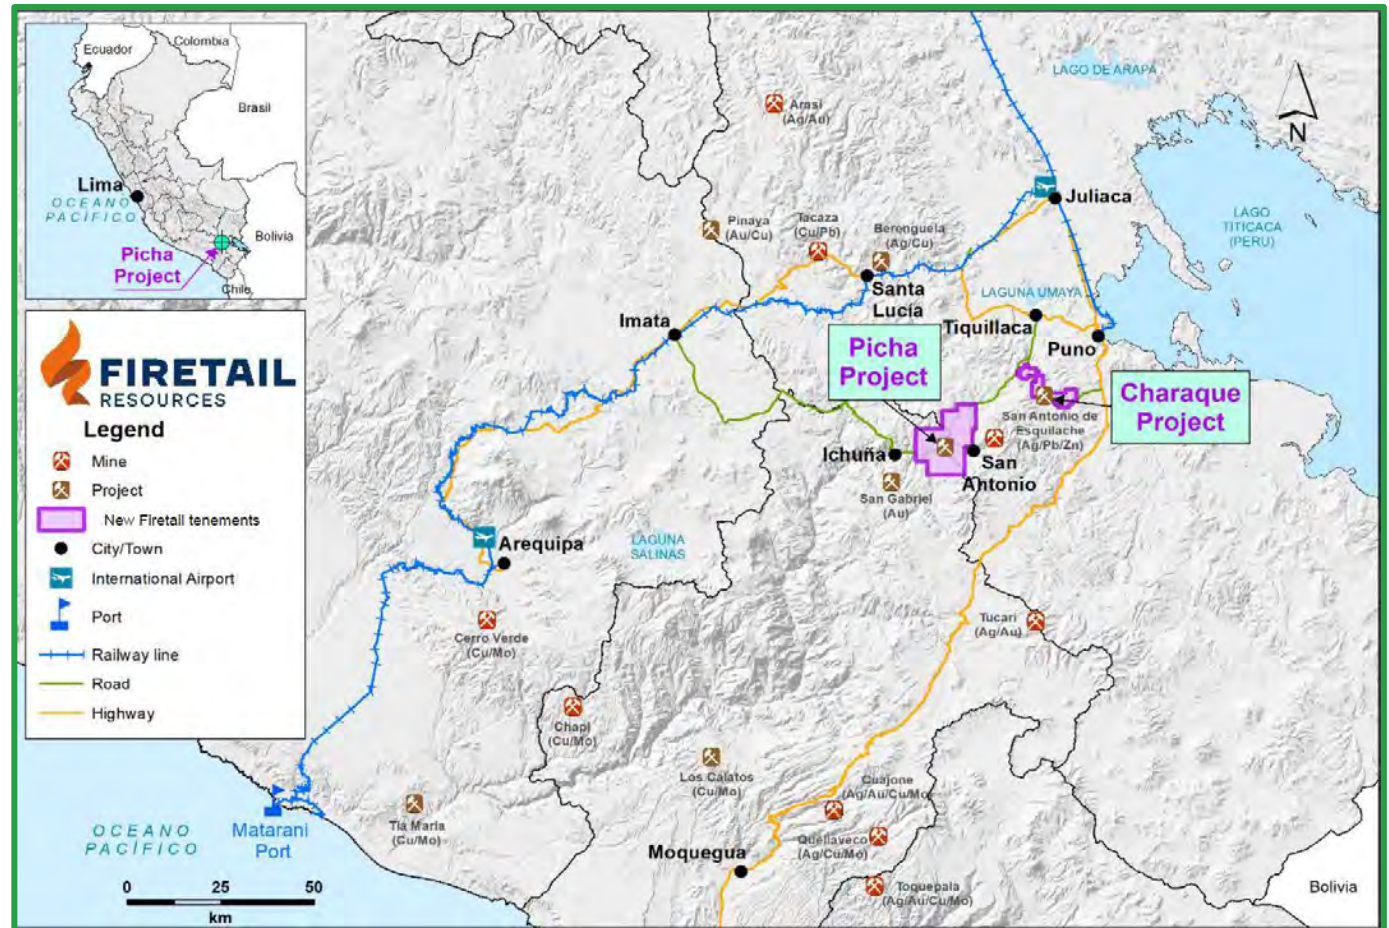 Ecuador
Colombia
Brasil
Lima
OCEANO
PACÍFICO
Bolivia
Picha
Project
Chile
FIRETAIL
RESOURCES
Legend
Mine
Project
New Firetail tenements
City/Town
International Airport
Port
Railway line
Road
Highway
LAGO DE ARAPA
Arasi
(Ag/Au)
N
Juliaca
LAGO
TITICACA
(PERU)
Pinaya
(Au/Cu)
Tacaza
(Cu/Pb)
Berenguela
(Ag/Cu)
Santa
Lucía
LAGUNA UMAYA
Tiquillaca
Imata
Puno
Picha
Project
Charaque
Project
San Antonio de
Esquilache
(Ag/Pb/Zn)
Ichuña
San
Antonio
San Gabriel
(Au)
Arequipa
LAGUNA
SALINAS
Cerro Verde
(Cu/Mo)
Tucari
(Ag/Au)
Chapi
(Cu/Mo)
Los Calatos
(Cu/Mo)
Cuajone
(Ag/Au/Cu/Mo)
Tia Maria
(Cu/Mo)
Quellaveco
(Ag/Cu/Mo)
Matarani
Port
OCEANO
PACÍFICO
Moquegua
Toquepala
(Ag/Au/Cu/Mo)
Bolivia
0 25 50
km